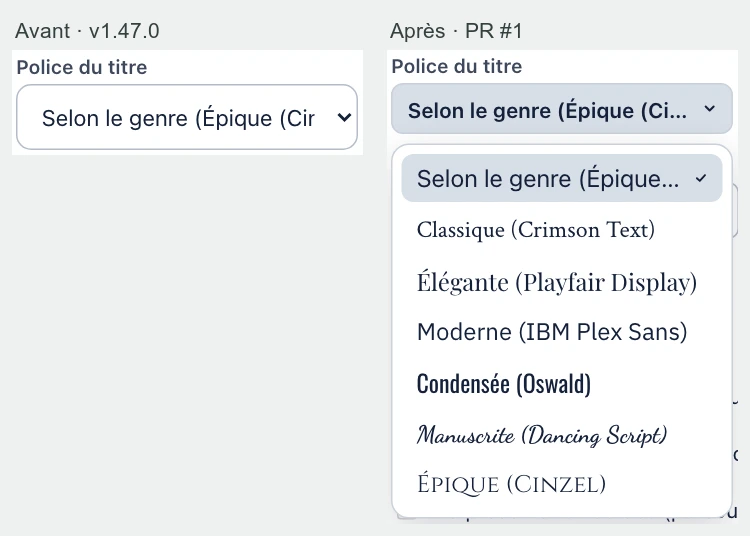 Avant · v1.47.0
Police du titre
Selon le genre (Épique (Cir
Après · PR #1
Police du titre
Selon le genre (Épique (Ci...
Selon le genre (Épique...
Classique (Crimson Text)
Élégante (Playfair Display)
Moderne (IBM Plex Sans)
Condensée (Oswald)
Manuscrite (Dancing Script)
Épique (Cinzel)